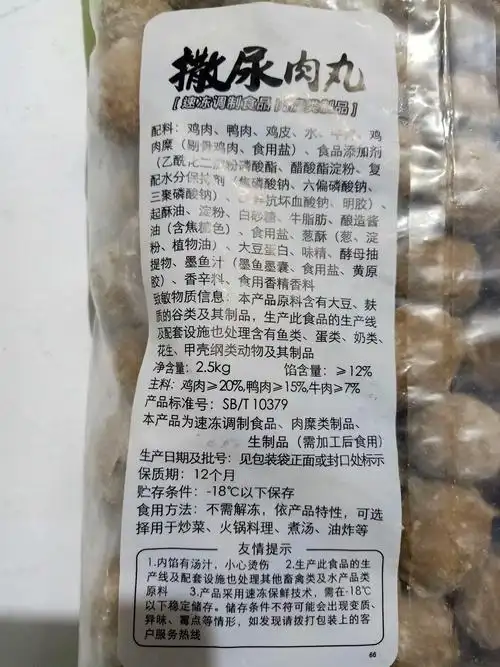 撒尿肉丸
[速冻调制食品 肉糜类制品]
配料：鸡肉、鸭肉、鸡皮、水、牛肉、鸡
肉糜（剔骨鸡肉、食用盐）、食品添加剂
（乙酰化二淀粉磷酸酯、醋酸酯淀粉、复
配水分保持剂（焦磷酸钠、六偏磷酸钠、
三聚磷酸钠）、抗坏血酸钠、明胶）、
起酥油、淀粉、白砂糖、牛脂肪、酿造酱
油（含焦糖色）、食用盐、葱酥（葱、淀
粉、植物油）、大豆蛋白、味精、酵母抽
提物、墨鱼汁（墨鱼墨囊、食用盐、黄原
胶）、香辛料、食用香精香料
致敏物质信息：本产品原料含有大豆、麸
质的谷类及其制品，生产此食品的生产线
及配套设施也处理含有鱼类、蛋类、奶类、
花生、甲壳纲类动物及其制品
净含量：2.5kg 馅含量：≥12%
主料：鸡肉≥20%,鸭肉≥15%,牛肉≥7%
产品标准号：SB/T 10379
本产品为速冻调制食品、肉糜类制品、
生制品（需加工后食用）
生产日期及批号：见包装袋正面或封口处标示
保质期：12个月
贮存条件：-18℃以下保存
食用方法：不需解冻，依产品特性，可选
择用于炒菜、火锅料理、煮汤、油炸等
友情提示
1.内馅有汤汁，小心烫伤 2.生产此食品的生
产线及配套设施也处理其他畜禽类及水产品类
原料 3.产品采用速冻保鲜技术，需在-18℃
以下稳定储存。储存条件不符可能会出现变质、
异味、霉点等情形，如发现请拨打包装上的客
户服务热线
66